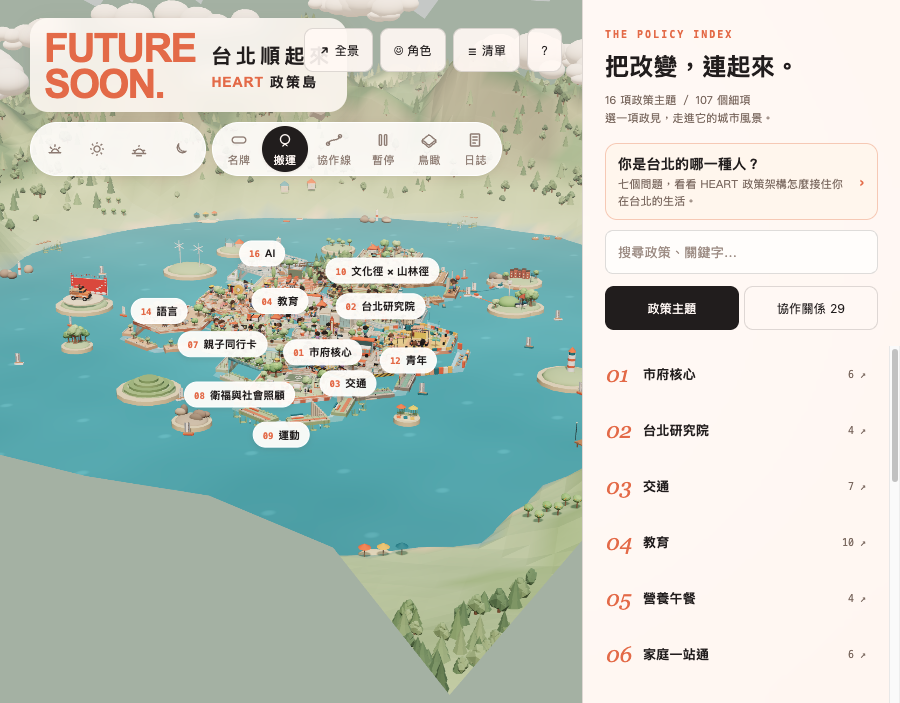 FUTURE
SOON.
台北順起來
HEART 政策島
↗ 全景
◎ 角色
≡ 清單
?
名牌
搬運
協作線
暫停
鳥瞰
日誌
16 AI
10 文化徑 × 山林徑
04 教育
02 台北研究院
14 語言
07 親子同行卡
01 市府核心
12 青年
03 交通
08 衛福與社會照顧
09 運動
THE POLICY INDEX
把改變，連起來。
16 項政策主題 / 107 個細項
選一項政見，走進它的城市風景。
你是台北的哪一種人？
七個問題，看看 HEART 政策架構怎麼接住你
在台北的生活。
›
搜尋政策、關鍵字…
政策主題
協作關係 29
01 市府核心 6 ↗
02 台北研究院 4 ↗
03 交通 7 ↗
04 教育 10 ↗
05 營養午餐 4 ↗
06 家庭一站通 6 ↗